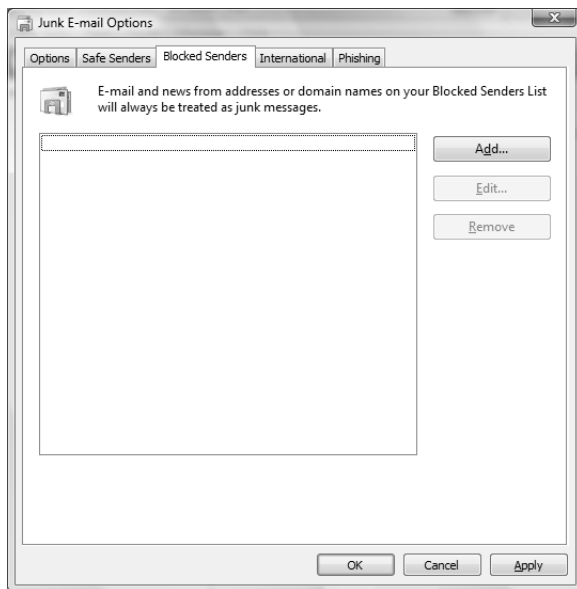 Junk E-mail Options
X
Options Safe Senders Blocked Senders International Phishing
E-mail and news from addresses or domain names on your Blocked Senders List
will always be treated as junk messages.
Add...
Edit...
Remove
OK Cancel Apply